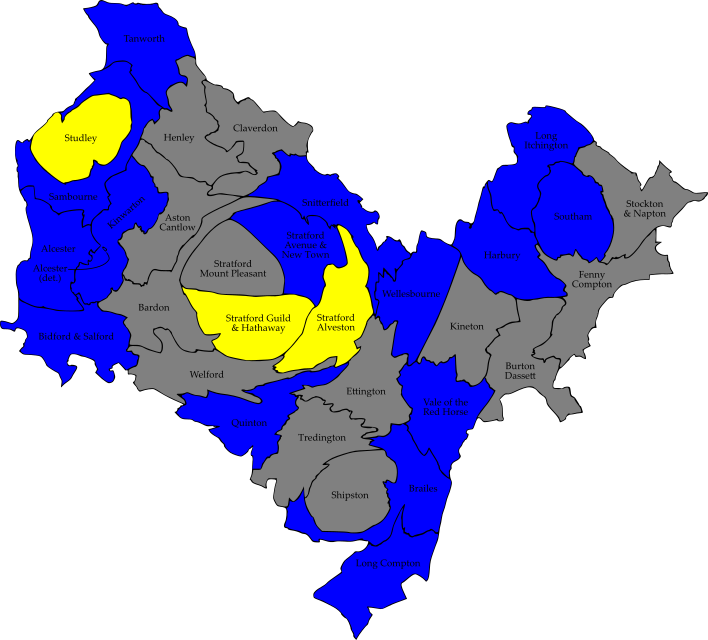 Tanworth
Studley
Henley
Claverdon
Sambourne
Kinwarton
Aston
Cantlow
Snitterfield
Long
Itchington
Stockton
& Napton
Southam
Alcester
Alcester
(det.)
Stratford
Avenue &
New Town
Stratford
Mount Pleasant
Harbury
Fenny
Compton
Wellesbourne
Bardon
Stratford Guild
& Hathaway
Stratford
Alveston
Kineton
Bidford & Salford
Welford
Burton
Dassett
Ettington
Quinton
Vale of the
Red Horse
Tredington
Shipston
Brailes
Long Compton